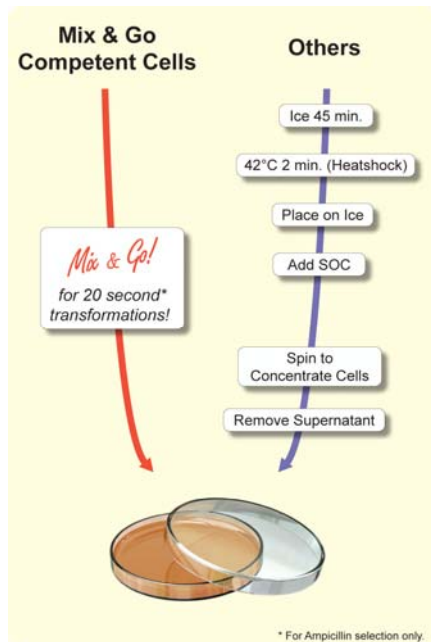 Mix & Go
Competent Cells
Mix & Go!
for 20 second*
transformations!
Others
Ice 45 min.
42°C 2 min. (Heatshock)
Place on Ice
Add SOC
Spin to
Concentrate Cells
Remove Supernatant
* For Ampicillin selection only.